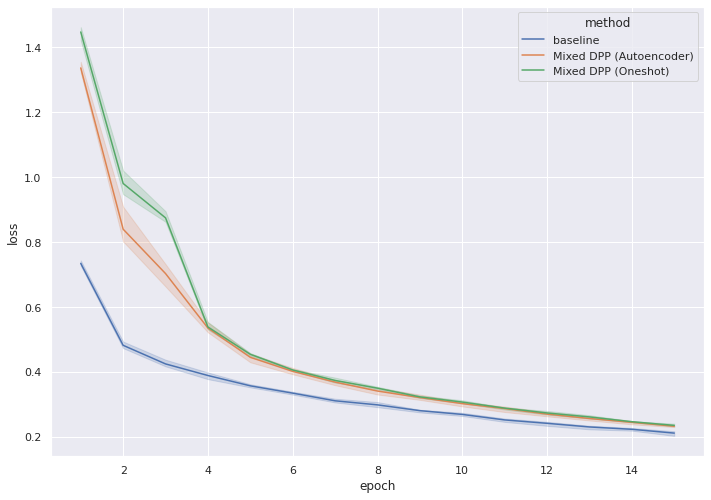 method
baseline
Mixed DPP (Autoencoder)
Mixed DPP (Oneshot)
1.4
1.2
1.0
0.8
0.6
0.4
0.2
loss
2 4 6 8 10 12 14
epoch